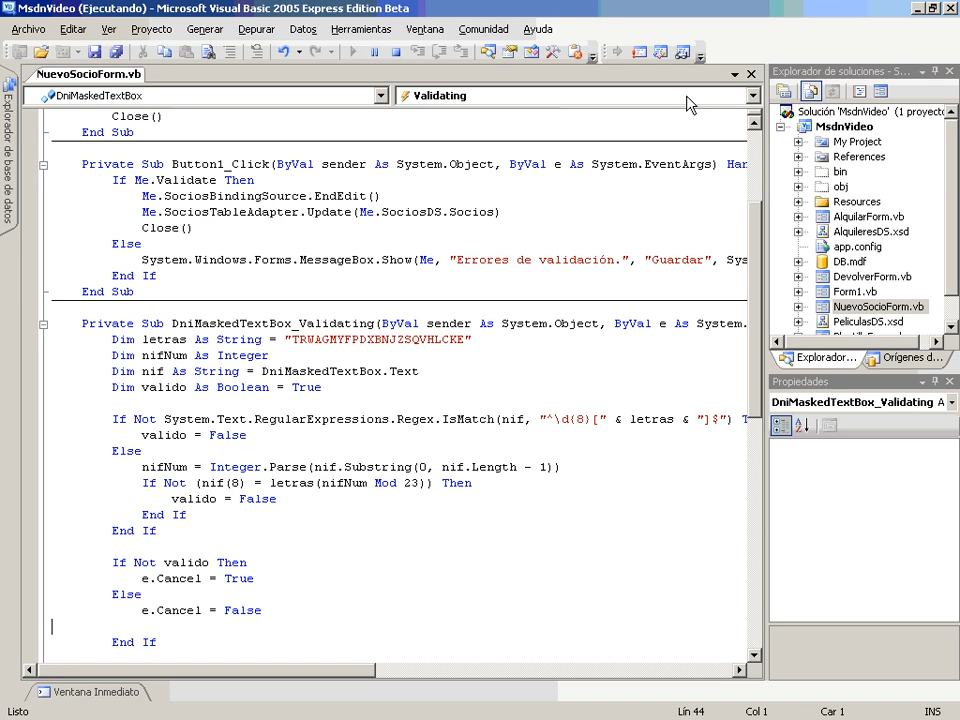 MsdnVideo (Ejecutando) - Microsoft Visual Basic 2005 Express Edition Beta
Archivo Editar Ver Proyecto Generar Depurar Datos Herramientas Ventana Comunidad Ayuda
Explorador de base de datos
NuevoSocioForm.vb
DniMaskedTextBox Validating
Close()
End Sub
Private Sub Button1_Click(ByVal sender As System.Object, ByVal e As System.EventArgs) Han
If Me.Validate Then
Me.SociosBindingSource.EndEdit()
Me.SociosTableAdapter.Update(Me.SociosDS.Socios)
Close()
Else
System.Windows.Forms.MessageBox.Show(Me, "Errores de validación.", "Guardar", Sys
End If
End Sub
Private Sub DniMaskedTextBox_Validating(ByVal sender As System.Object, ByVal e As System.
Dim letras As String = "TRWAGMYFPDXBNJZSQVHLCKE"
Dim nifNum As Integer
Dim nif As String = DniMaskedTextBox.Text
Dim valido As Boolean = True
If Not System.Text.RegularExpressions.Regex.IsMatch(nif, "^\d{8}[" & letras & "]$") T
valido = False
Else
nifNum = Integer.Parse(nif.Substring(0, nif.Length - 1))
If Not (nif(8) = letras(nifNum Mod 23)) Then
valido = False
End If
End If
If Not valido Then
e.Cancel = True
Else
e.Cancel = False
End If
Explorador de soluciones - S...
Solución 'MsdnVideo' (1 proyecto
MsdnVideo
My Project
References
bin
obj
Resources
AlquilarForm.vb
AlquileresDS.xsd
app.config
DB.mdf
DevolverForm.vb
Form1.vb
NuevoSocioForm.vb
PeliculasDS.xsd
Explorador... Orígenes d...
Propiedades
DniMaskedTextBox_Validating A
Ventana Inmediato
Listo Lín 44 Col 1 Car 1 INS